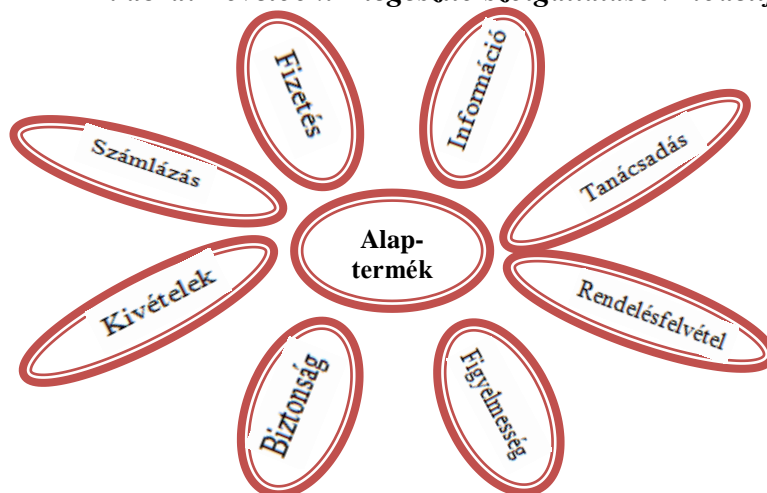 Fizetés
Információ
Számlázás
Tanácsadás
Alap-
termék
Kivételek
Rendelésfelvétel
Biztonság
Figyelmesség